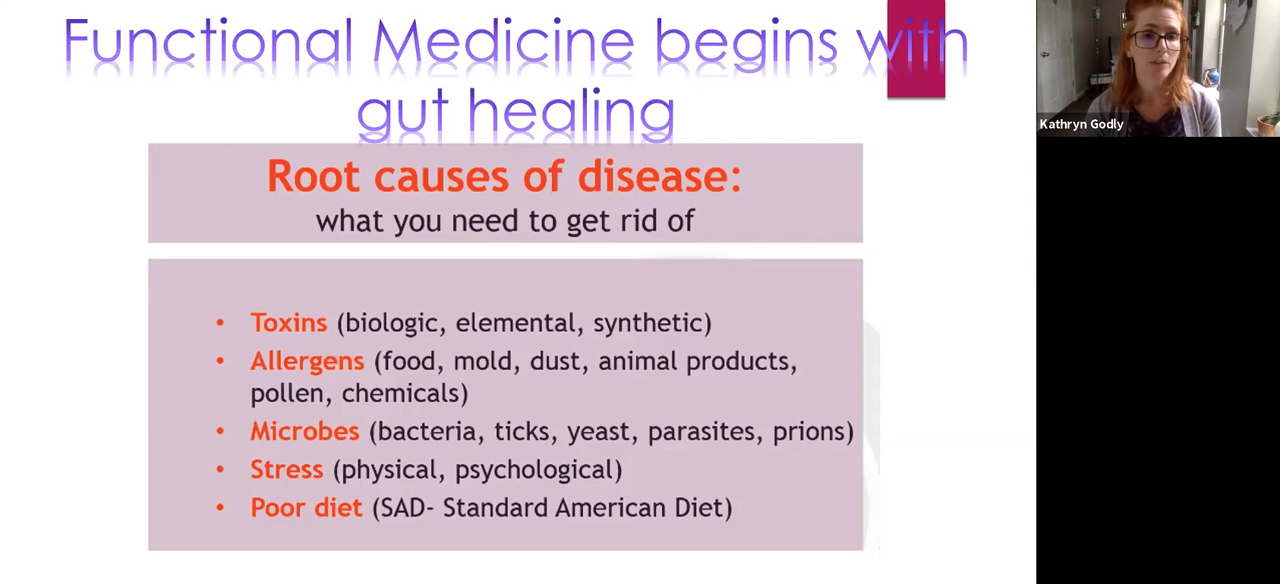 Functional Medicine begins with
gut healing
Root causes of disease:
what you need to get rid of
• Toxins (biologic, elemental, synthetic)
• Allergens (food, mold, dust, animal products,
pollen, chemicals)
• Microbes (bacteria, ticks, yeast, parasites, prions)
• Stress (physical, psychological)
• Poor diet (SAD- Standard American Diet)
Kathryn Godly